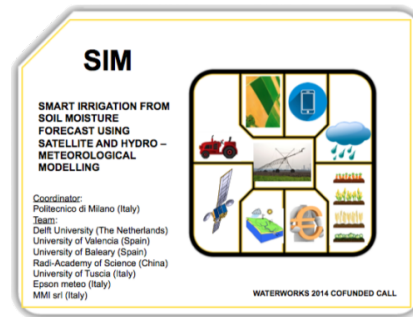 SIM
SMART IRRIGATION FROM
SOIL MOISTURE
FORECAST USING
SATELLITE AND HYDRO –
METEOROLOGICAL
MODELLING
Coordinator:
Politecnico di Milano (Italy)
Team:
Delft University (The Netherlands)
University of Valencia (Spain)
University of Baleary (Spain)
Radi-Academy of Science (China)
University of Tuscia (Italy)
Epson meteo (Italy)
MMI srl (Italy)
WATERWORKS 2014 COFUNDED CALL